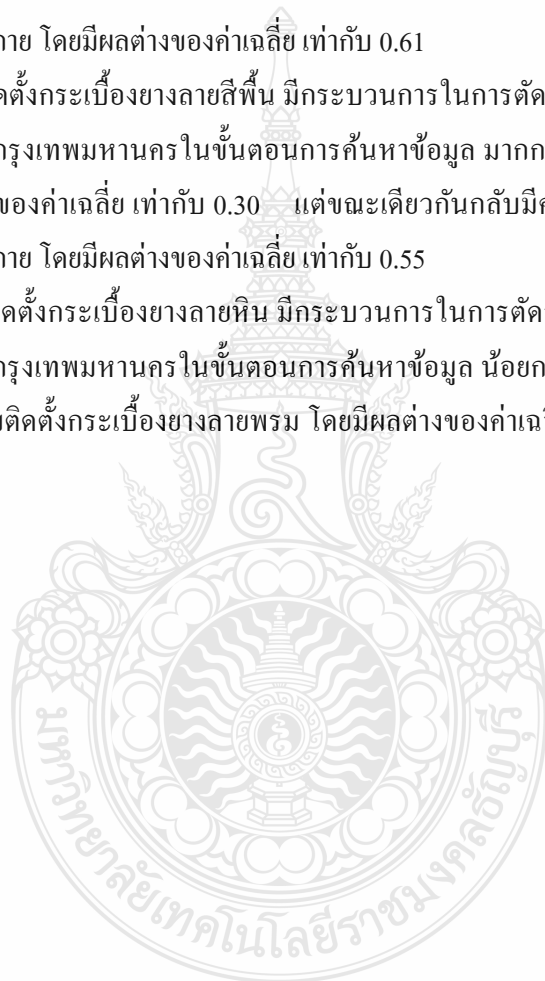 าย โดยมีผลต่างของค่าเฉลี่ย เท่ากับ 0.61
ดตั้งกระเบื้องยางลายสีพื้น มีกระบวนการในการตัด
กรุงเทพมหานครในขั้นตอนการค้นหาข้อมูล มากก
ของค่าเฉลี่ย เท่ากับ 0.30 แต่ขณะเดียวกันกลับมีค
าย โดยมีผลต่างของค่าเฉลี่ย เท่ากับ 0.55
ดตั้งกระเบื้องยางลายหิน มีกระบวนการในการตัด
กรุงเทพมหานครในขั้นตอนการค้นหาข้อมูล น้อยก
ติดตั้งกระเบื้องยางลายพรม โดยมีผลต่างของค่าเฉ
มหาวิทยาลัยเทคโนโลยีราชมงคลธัญบุรี